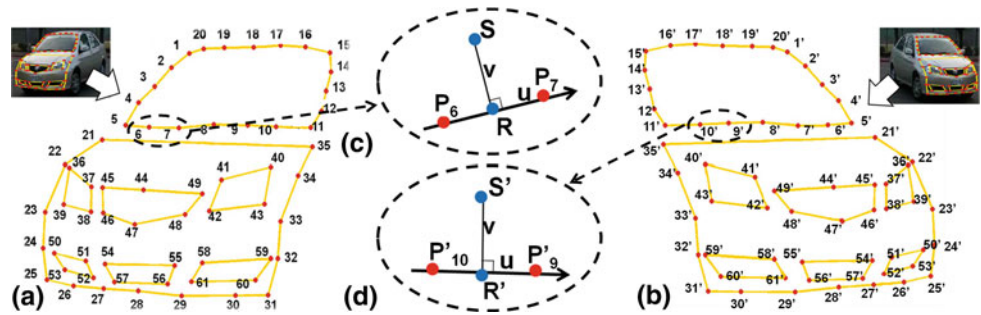 20 19 18 17 16
1 15
2 14
3 13
4 12
5 6 7 8 9 10 11
21 35
22 36 34
37 45 44 49 41 40
39 38 46 47 48 42 43
23 33
24 50 51 54 55 58 59 32
25 53 52 57 56 61 60
26 27 28 29 30 31
(a)
S
v
P6 u P7
R
(c)
S'
v
P'10 u P'9
R'
(d)
16' 17' 18' 19' 20'
15' 1'
14' 2'
13' 3'
12' 4'
11' 10' 9' 8' 7' 6' 5'
35' 21'
34' 36' 22'
40' 41' 49' 44' 45' 37'
43' 42' 48' 47' 46' 38' 39'
33' 23'
32' 59' 58' 55' 54' 51' 50' 24'
60' 61' 56' 57' 52' 53'
31' 30' 29' 28' 27' 26' 25'
(b)